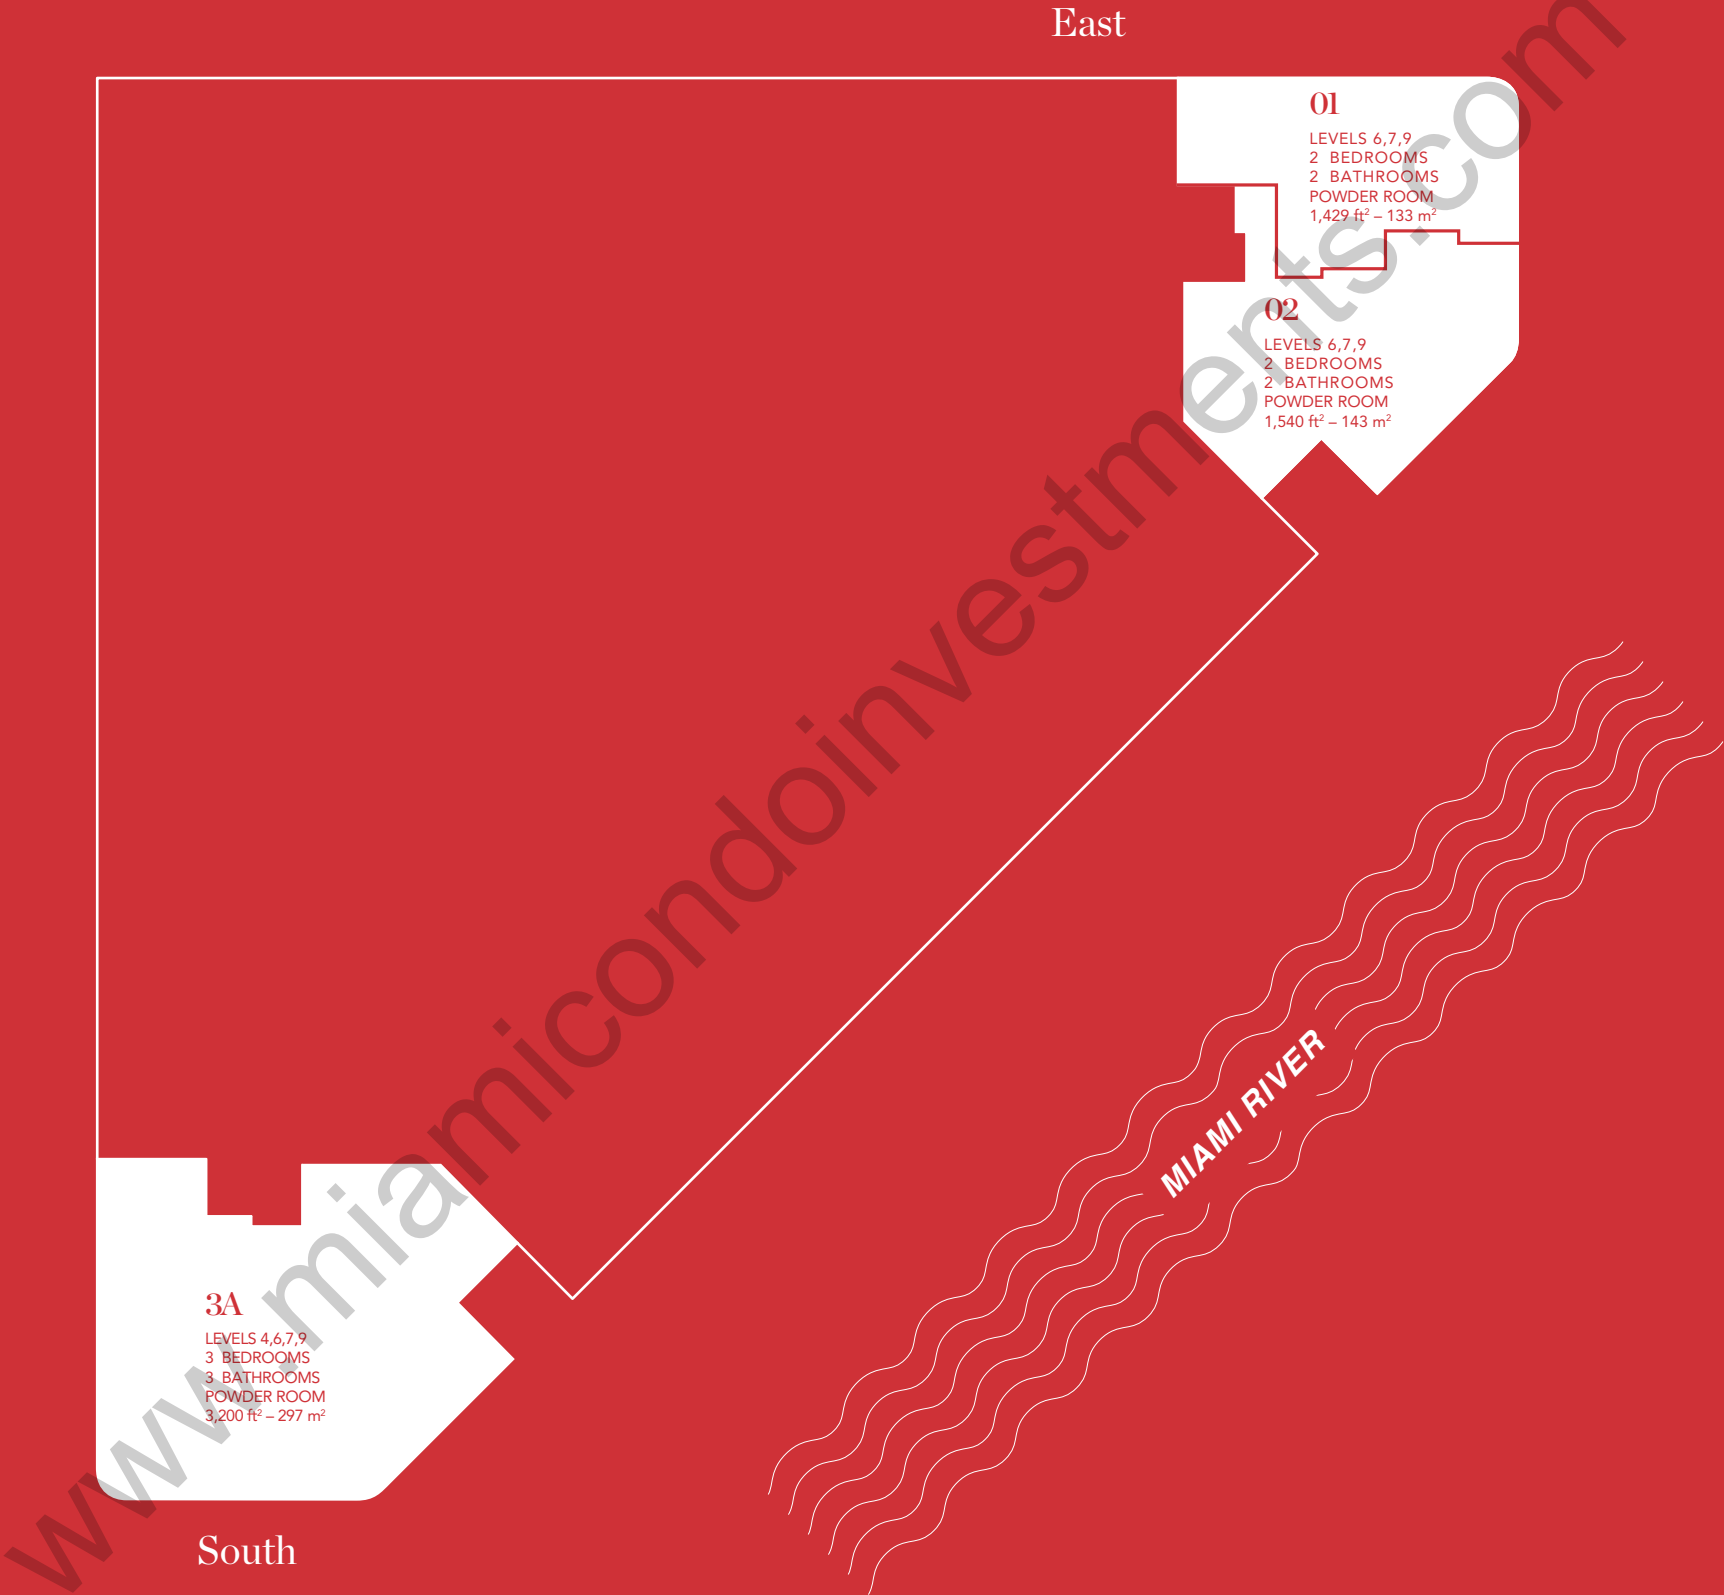 East
01
LEVELS 6,7,9
2 BEDROOMS
2 BATHROOMS
POWDER ROOM
1,429 ft² – 133 m²
02
LEVELS 6,7,9
2 BEDROOMS
2 BATHROOMS
POWDER ROOM
1,540 ft² – 143 m²
MIAMI RIVER
3A
LEVELS 4,6,7,9
3 BEDROOMS
3 BATHROOMS
POWDER ROOM
3,200 ft² – 297 m²
South
www.miamicondoinvestments.com